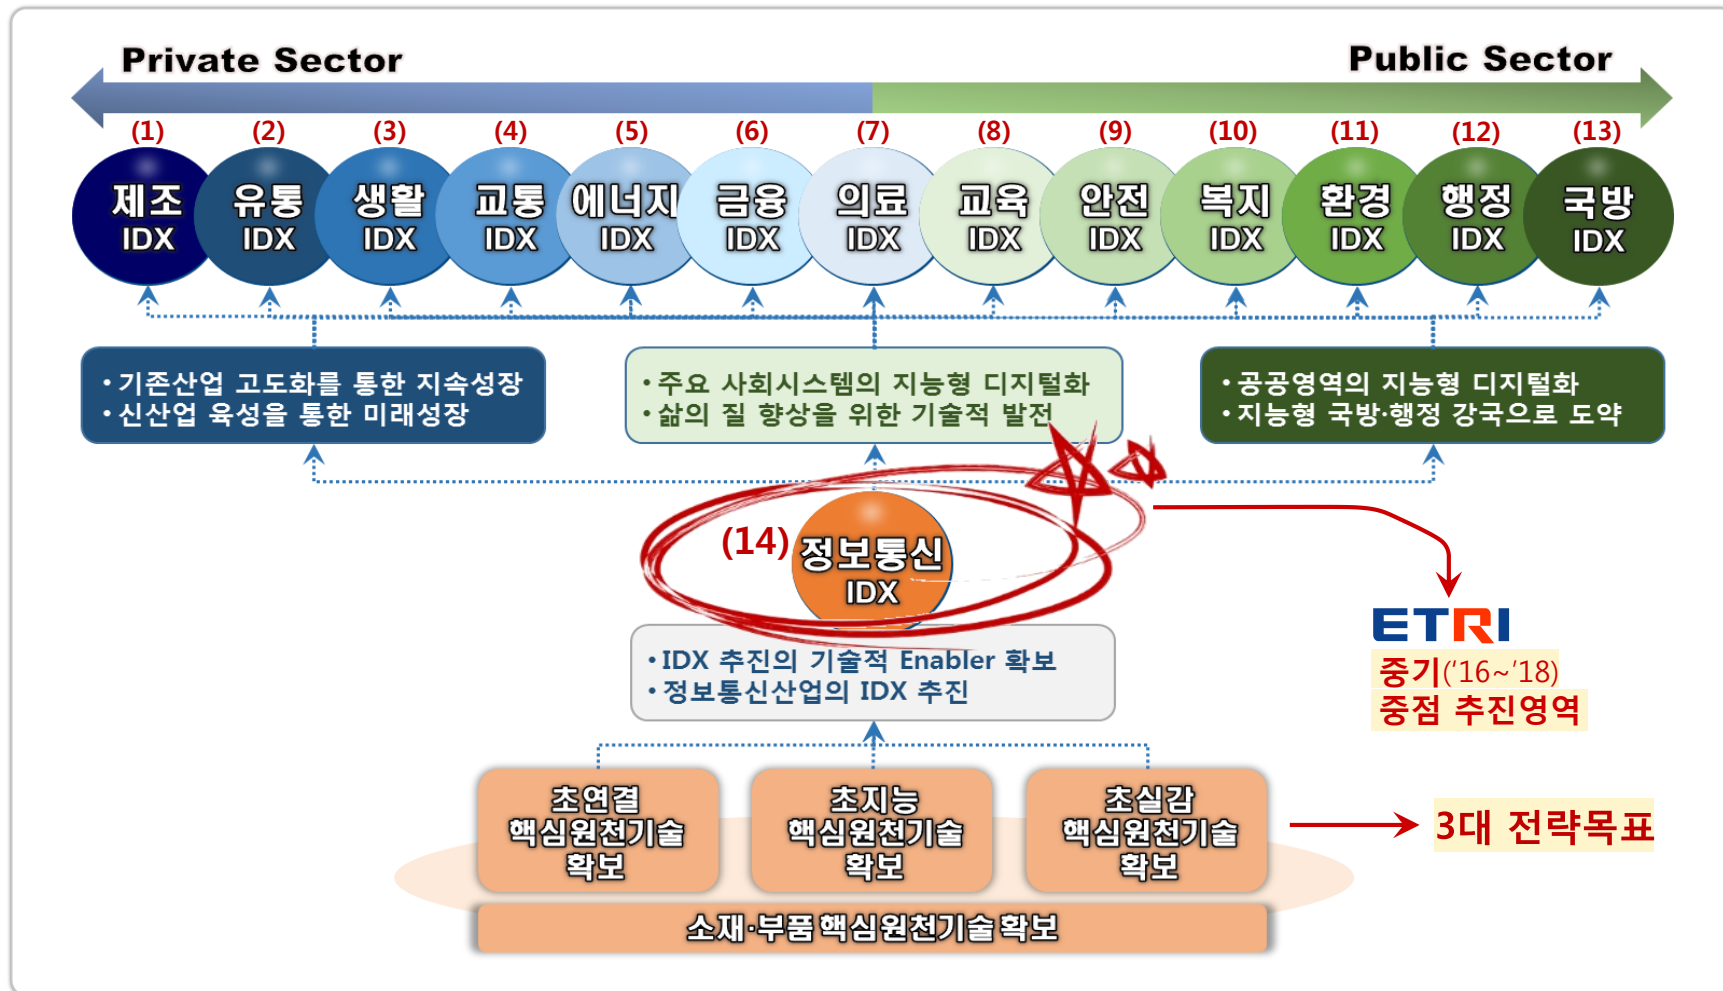 Private Sector
Public Sector
(1) (2) (3) (4) (5) (6) (7) (8) (9) (10) (11) (12) (13)
제조 유통 생활 교통 에너지 금융 의료 교육 안전 복지 환경 행정 국방
IDX IDX IDX IDX IDX IDX IDX IDX IDX IDX IDX IDX IDX
• 기존산업 고도화를 통한 지속성장
• 신산업 육성을 통한 미래성장
• 주요 사회시스템의 지능형 디지털화
• 삶의 질 향상을 위한 기술적 발전
• 공공영역의 지능형 디지털화
• 지능형 국방·행정 강국으로 도약
(14) 정보통신
IDX
• IDX 추진의 기술적 Enabler 확보
• 정보통신산업의 IDX 추진
ETRI
중기('16~'18)
중점 추진영역
초연결
핵심원천기술
확보
초지능
핵심원천기술
확보
초실감
핵심원천기술
확보
3대 전략목표
소재·부품 핵심원천기술 확보